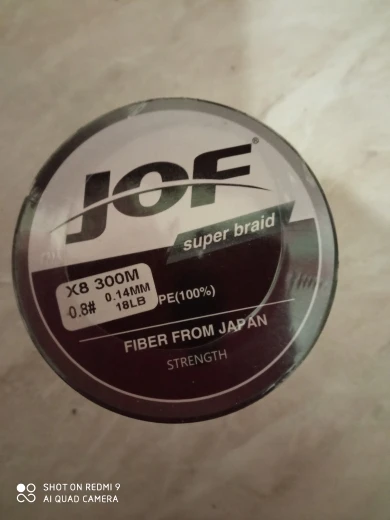 JOF®
super braid
X8 300M
0.8# 0.14MM
18LB
PE(100%)
FIBER FROM JAPAN
STRENGTH
SHOT ON REDMI 9
AI QUAD CAMERA